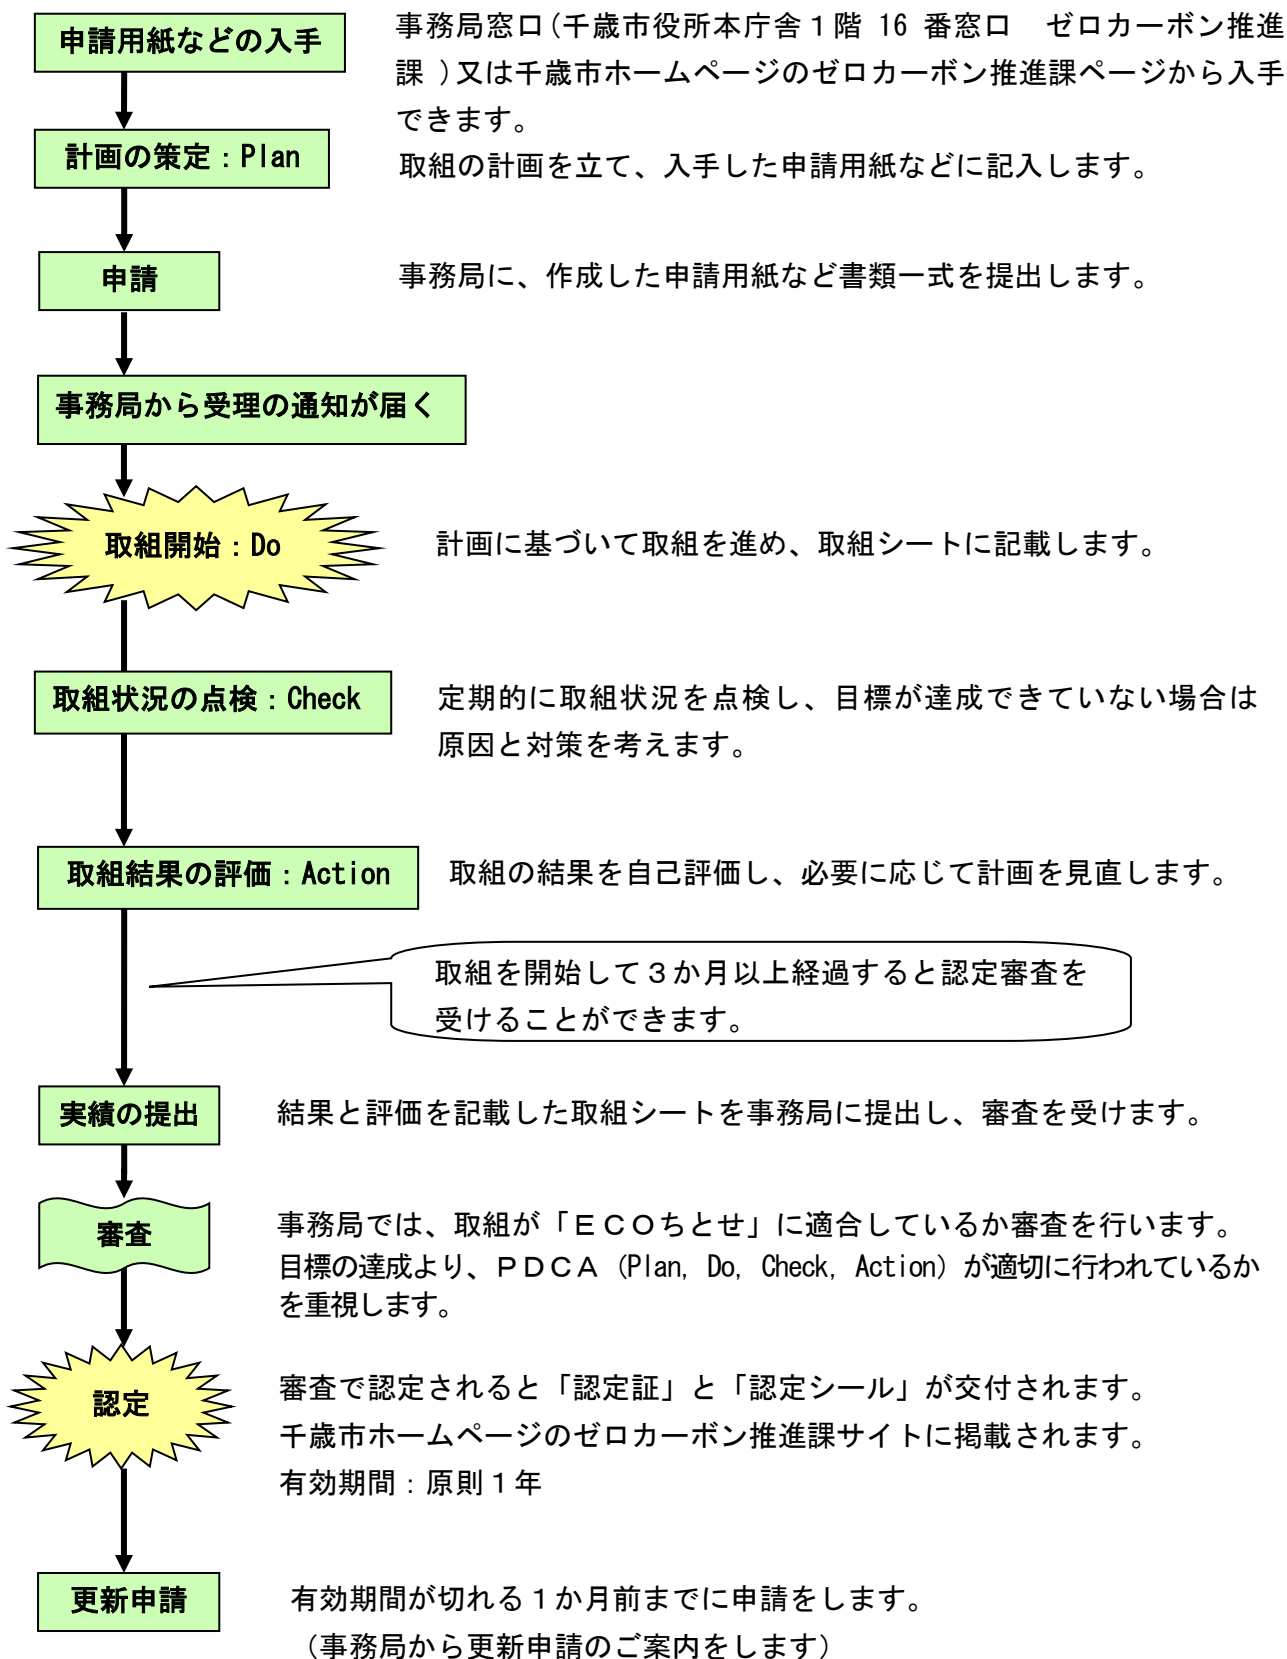 申請用紙などの入手
事務局窓口(千歳市役所本庁舎１階 16 番窓口　ゼロカーボン推進
課 )又は千歳市ホームページのゼロカーボン推進課ページから入手
できます。
計画の策定：Plan
取組の計画を立て、入手した申請用紙などに記入します。
申請
事務局に、作成した申請用紙など書類一式を提出します。
事務局から受理の通知が届く
取組開始：Do
計画に基づいて取組を進め、取組シートに記載します。
取組状況の点検：Check
定期的に取組状況を点検し、目標が達成できていない場合は
原因と対策を考えます。
取組結果の評価：Action
取組の結果を自己評価し、必要に応じて計画を見直します。
取組を開始して３か月以上経過すると認定審査を
受けることができます。
実績の提出
結果と評価を記載した取組シートを事務局に提出し、審査を受けます。
審査
事務局では、取組が「ＥＣＯちとせ」に適合しているか審査を行います。
目標の達成より、ＰＤＣＡ (Plan, Do, Check, Action) が適切に行われているか
を重視します。
認定
審査で認定されると「認定証」と「認定シール」が交付されます。
千歳市ホームページのゼロカーボン推進課サイトに掲載されます。
有効期間：原則１年
更新申請
有効期間が切れる１か月前までに申請をします。
（事務局から更新申請のご案内をします）